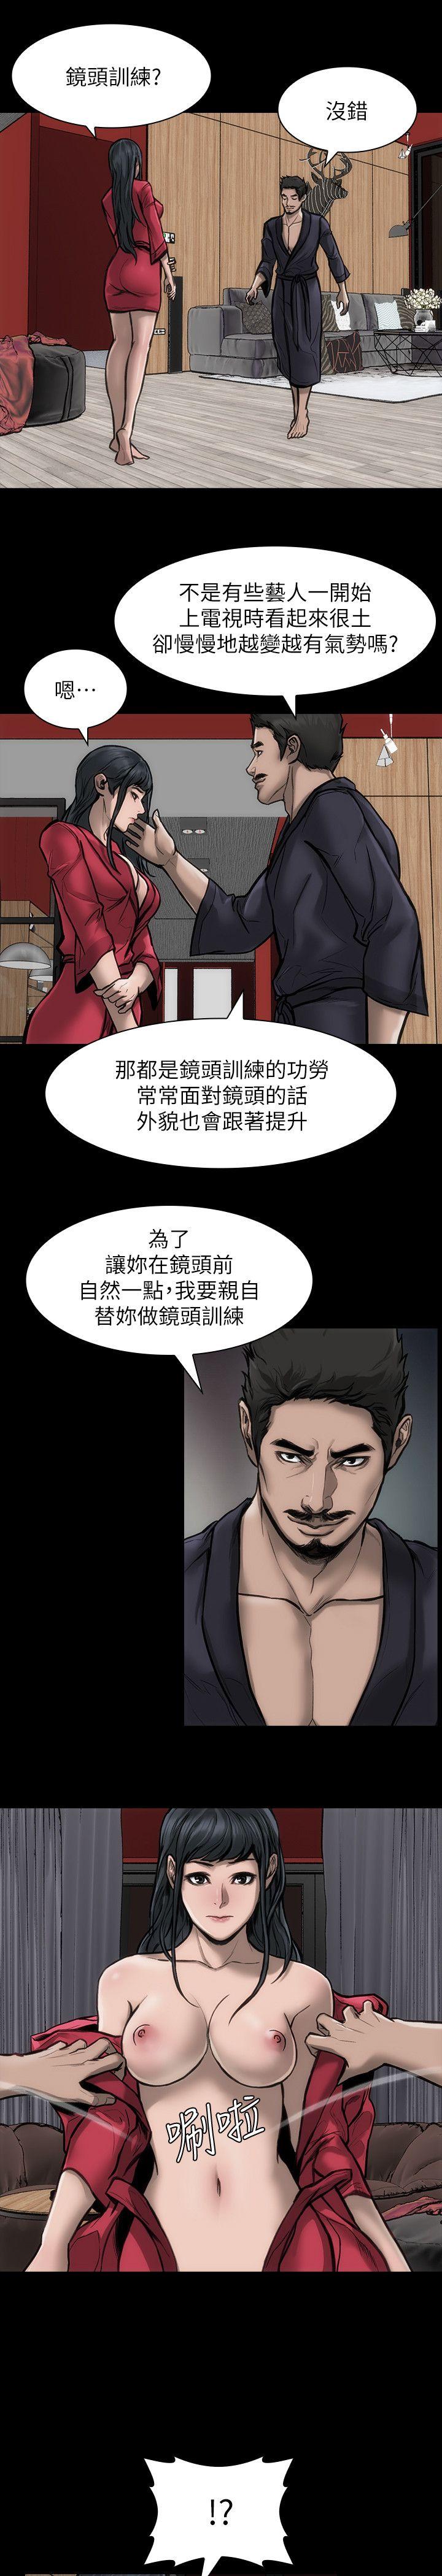 鏡頭訓練?
沒錯
不是有些藝人一開始
上電視時看起來很土
卻慢慢地越變越有氣勢嗎?
嗯…
那都是鏡頭訓練的功勞
常常面對鏡頭的話
外貌也會跟著提升
為了
讓妳在鏡頭前
自然一點,我要親自
替妳做鏡頭訓練
唰啦
!?